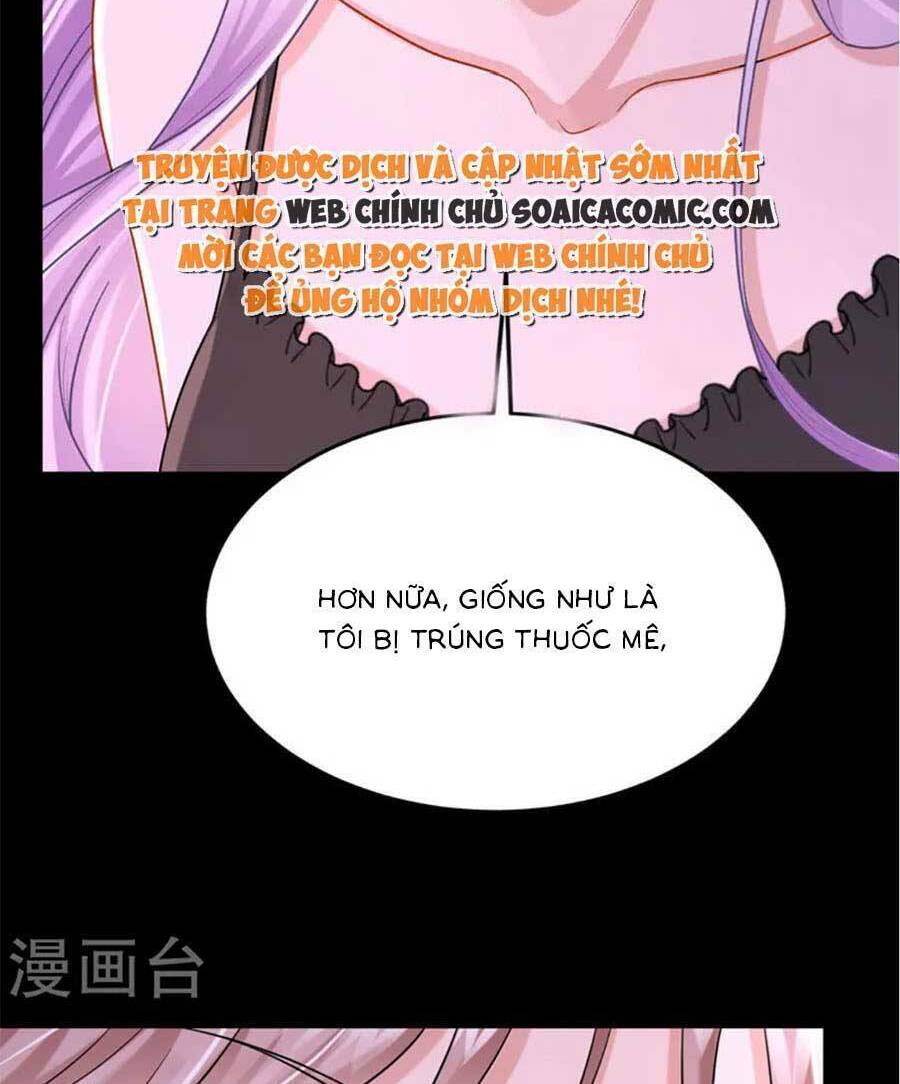 TRUYỆN ĐƯỢC DỊCH VÀ CẬP NHẬT SỚM NHẤT
TẠI TRANG WEB CHÍNH CHỦ SOAICACOMIC.COM
MỜI CÁC BẠN ĐỌC TẠI WEB CHÍNH CHỦ
ĐỂ ỦNG HỘ NHÓM DỊCH NHÉ!
HƠN NỮA, GIỐNG NHƯ LÀ
TÔI BỊ TRÚNG THUỐC MÊ,
漫画台